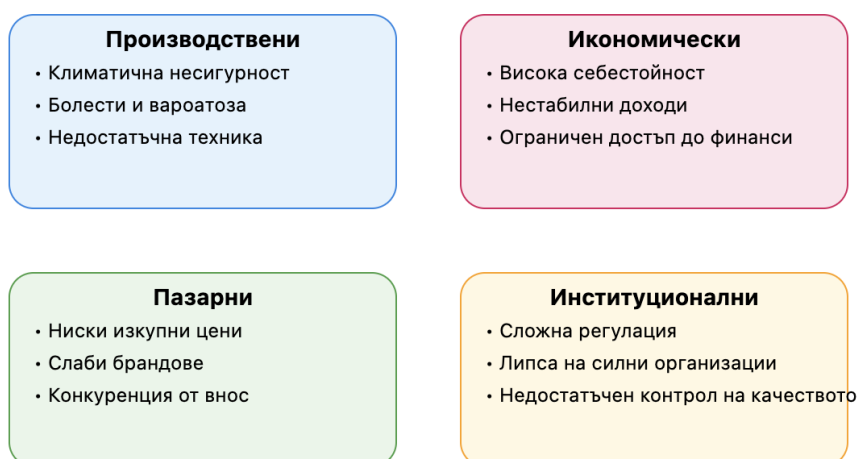 Производствени
• Климатична несигурност
• Болести и вароатоза
• Недостатъчна техника
Икономически
• Висока себестойност
• Нестабилни доходи
• Ограничен достъп до финанси
Пазарни
• Ниски изкупни цени
• Слаби брандове
• Конкуренция от внос
Институционални
• Сложна регулация
• Липса на силни организации
• Недостатъчен контрол на качеството